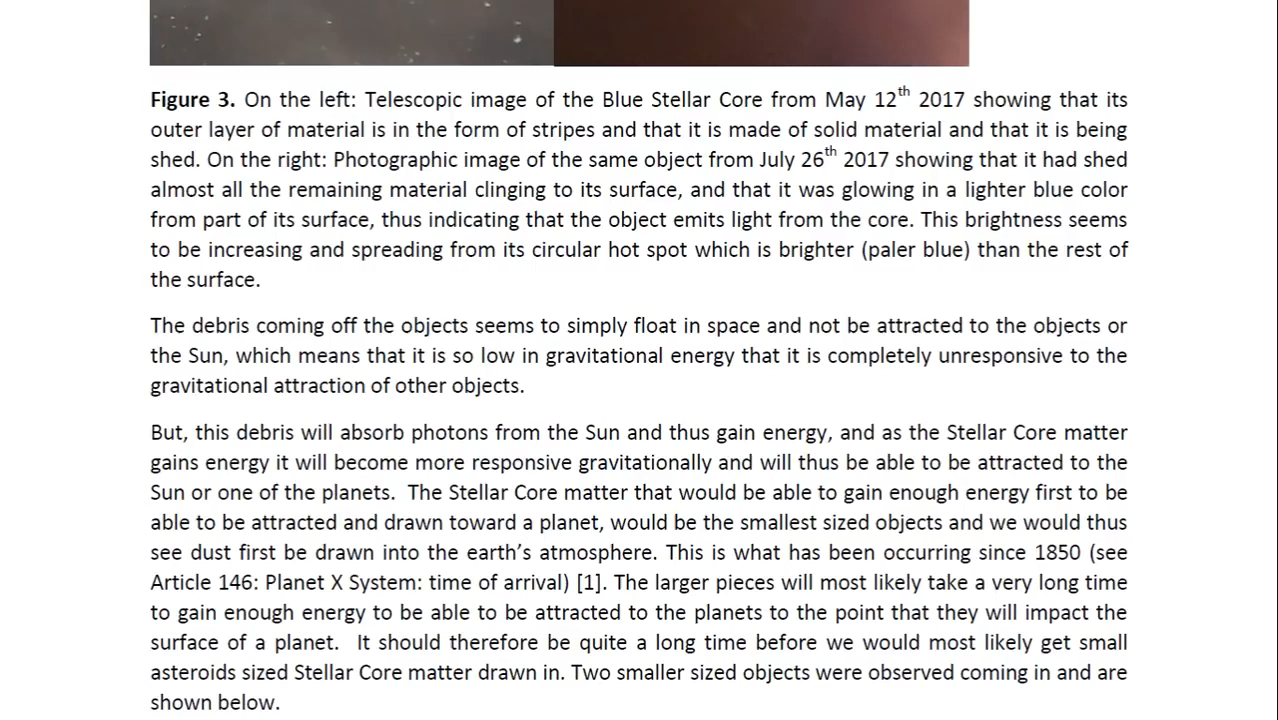 Figure 3. On the left: Telescopic image of the Blue Stellar Core from May 12th 2017 showing that its
outer layer of material is in the form of stripes and that it is made of solid material and that it is being
shed. On the right: Photographic image of the same object from July 26th 2017 showing that it had shed
almost all the remaining material clinging to its surface, and that it was glowing in a lighter blue color
from part of its surface, thus indicating that the object emits light from the core. This brightness seems
to be increasing and spreading from its circular hot spot which is brighter (paler blue) than the rest of
the surface.
The debris coming off the objects seems to simply float in space and not be attracted to the objects or
the Sun, which means that it is so low in gravitational energy that it is completely unresponsive to the
gravitational attraction of other objects.
But, this debris will absorb photons from the Sun and thus gain energy, and as the Stellar Core matter
gains energy it will become more responsive gravitationally and will thus be able to be attracted to the
Sun or one of the planets. The Stellar Core matter that would be able to gain enough energy first to be
able to be attracted and drawn toward a planet, would be the smallest sized objects and we would thus
see dust first be drawn into the earth's atmosphere. This is what has been occurring since 1850 (see
Article 146: Planet X System: time of arrival) [1]. The larger pieces will most likely take a very long time
to gain enough energy to be able to be attracted to the planets to the point that they will impact the
surface of a planet. It should therefore be quite a long time before we would most likely get small
asteroids sized Stellar Core matter drawn in. Two smaller sized objects were observed coming in and are
shown below.